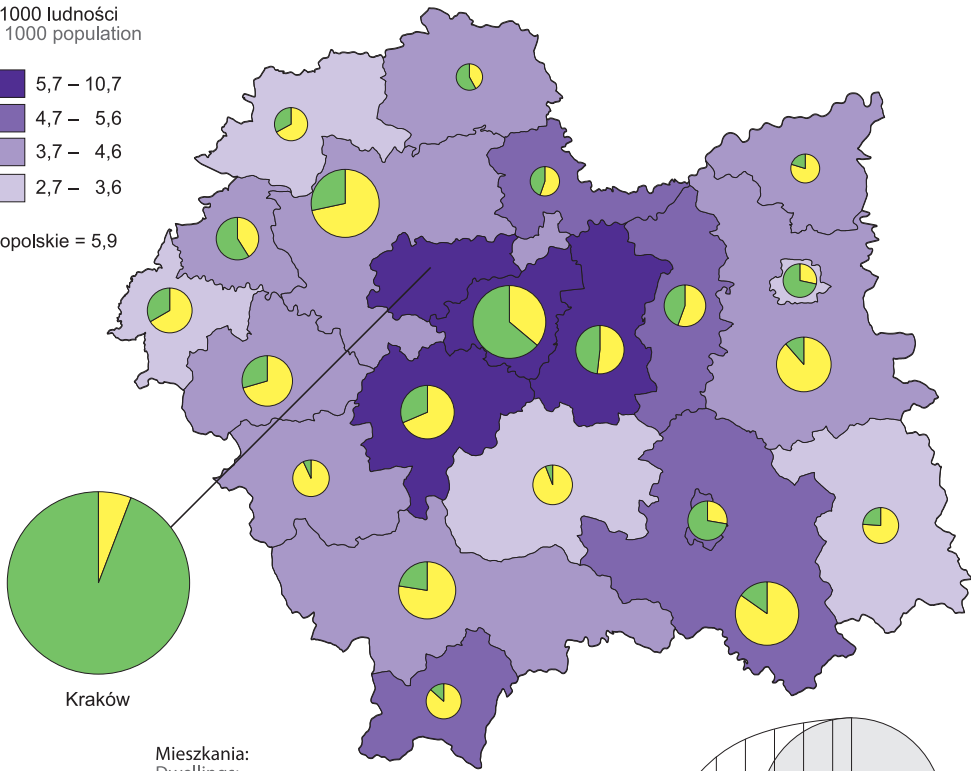 1000 ludności
1000 population
5,7 – 10,7
4,7 – 5,6
3,7 – 4,6
2,7 – 3,6
opolskie = 5,9
Kraków
Mieszkania:
Dwellings: